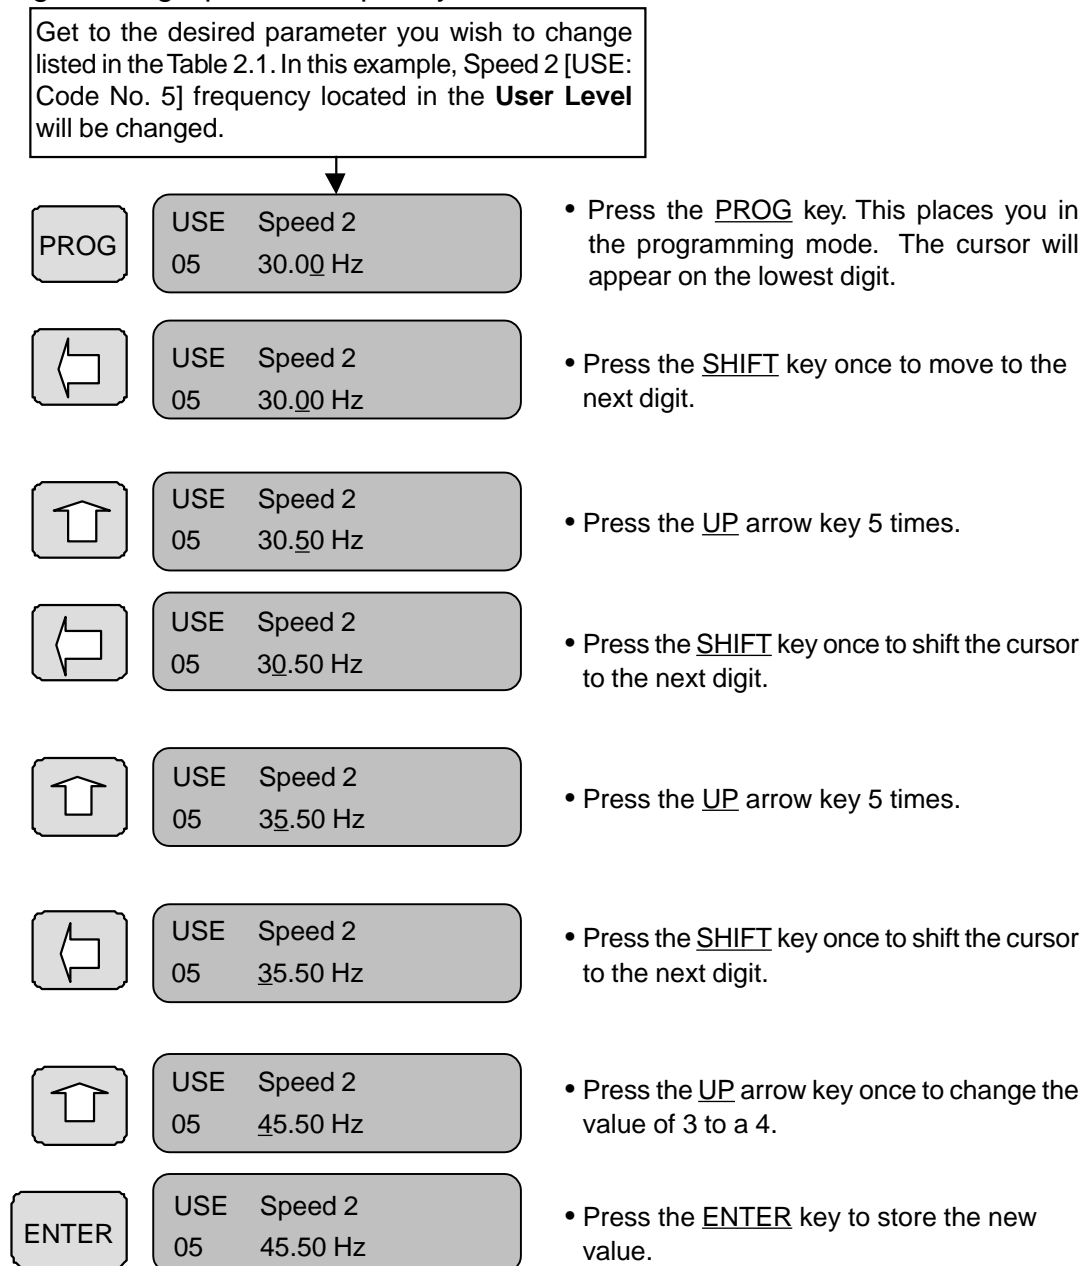 Get to the desired parameter you wish to change
listed in the Table 2.1. In this example, Speed 2 [USE:
Code No. 5] frequency located in the User Level
will be changed.
PROG
USE Speed 2
05 30.00 Hz
• Press the PROG key. This places you in
the programming mode. The cursor will
appear on the lowest digit.
USE Speed 2
05 30.00 Hz
• Press the SHIFT key once to move to the
next digit.
USE Speed 2
05 30.50 Hz
• Press the UP arrow key 5 times.
USE Speed 2
05 30.50 Hz
• Press the SHIFT key once to shift the cursor
to the next digit.
USE Speed 2
05 35.50 Hz
• Press the UP arrow key 5 times.
USE Speed 2
05 35.50 Hz
• Press the SHIFT key once to shift the cursor
to the next digit.
USE Speed 2
05 45.50 Hz
• Press the UP arrow key once to change the
value of 3 to a 4.
ENTER
USE Speed 2
05 45.50 Hz
• Press the ENTER key to store the new
value.